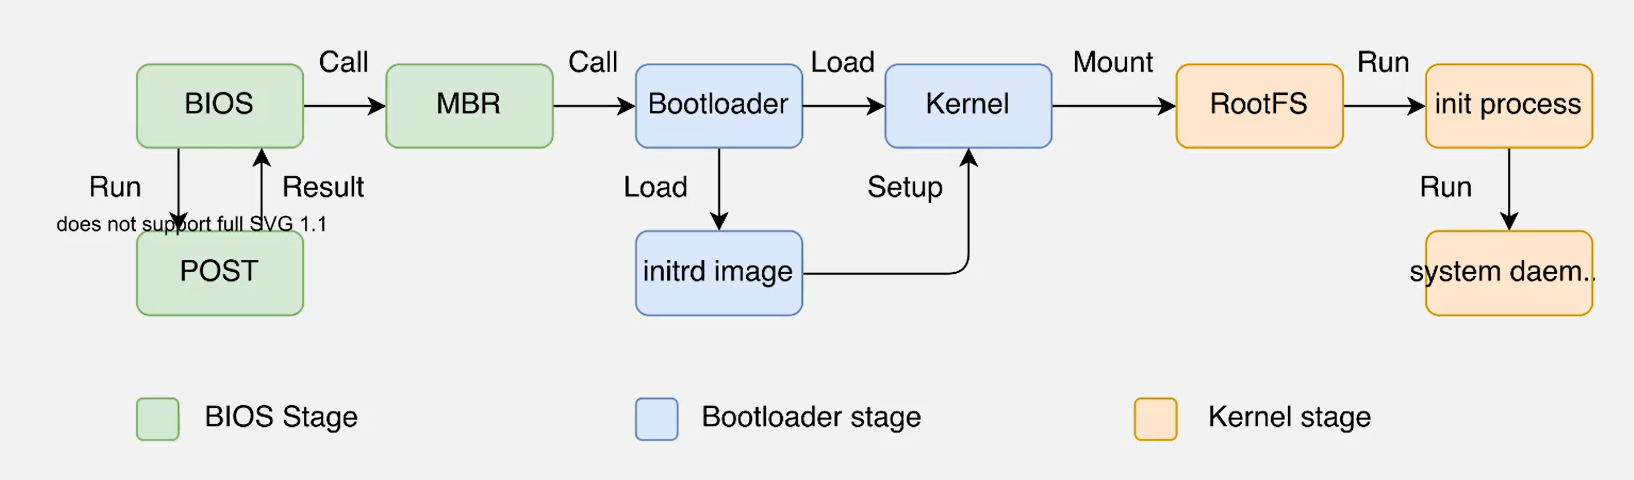 Call
Call
Load
Mount
Run
BIOS
MBR
Bootloader
Kernel
RootFS
init process
Run
Result
Load
Setup
Run
does not support full SVG 1.1
POST
initrd image
system daem..
BIOS Stage
Bootloader stage
Kernel stage